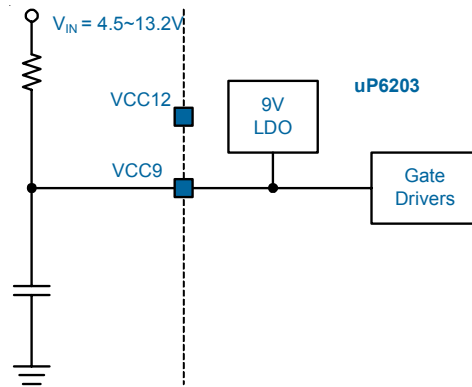 V_IN = 4.5~13.2V
uP6203
VCC12
9V
LDO
VCC9
Gate
Drivers